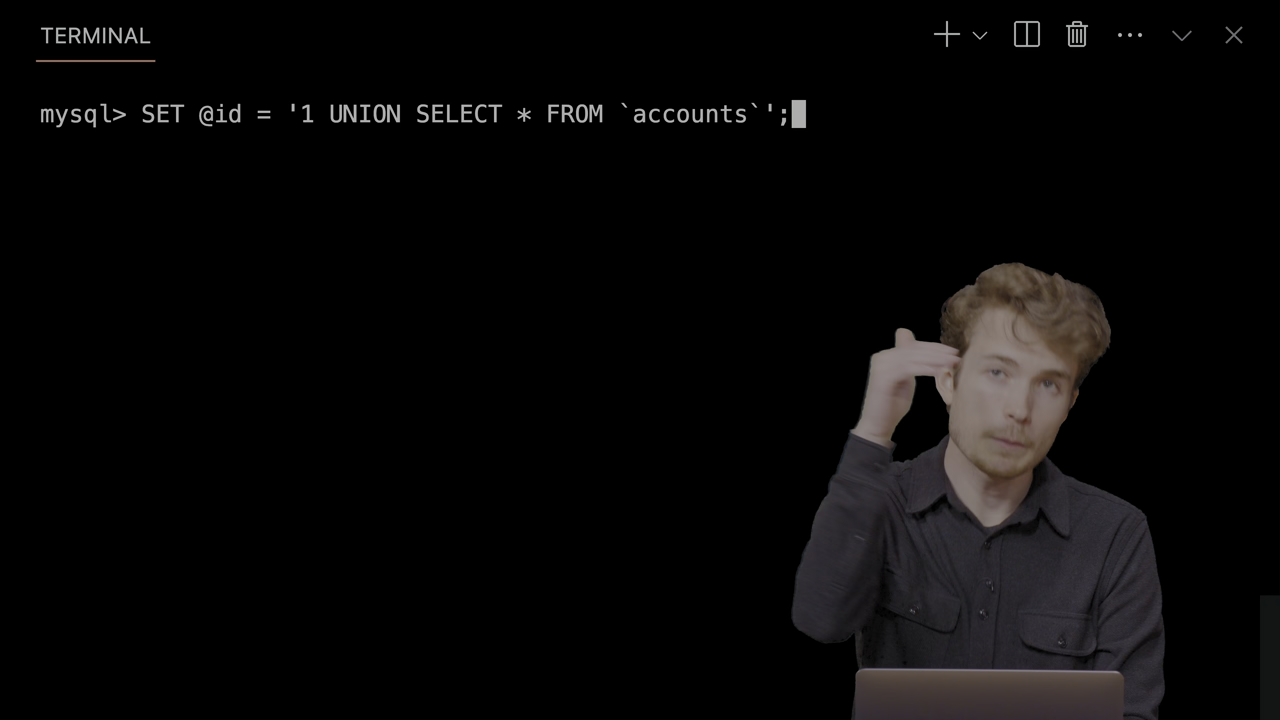 TERMINAL
mysql> SET @id = '1 UNION SELECT * FROM `accounts`';